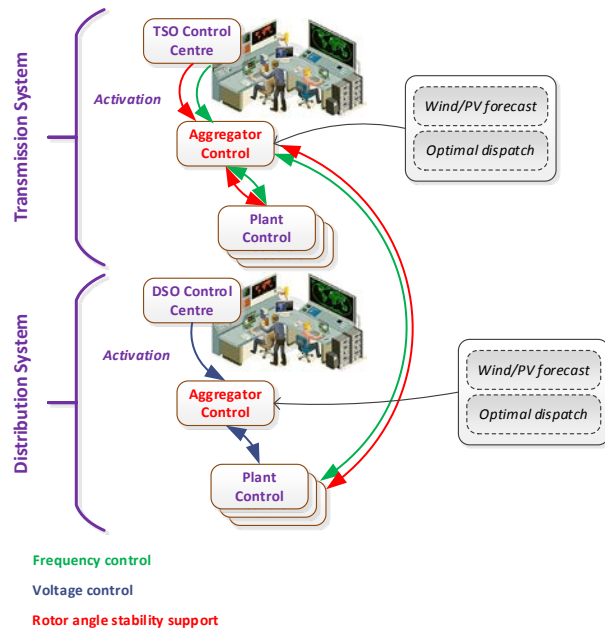 Transmission System
TSO Control
Centre
Activation
Aggregator
Control
Wind/PV forecast
Optimal dispatch
Plant
Control
Distribution System
DSO Control
Centre
Activation
Aggregator
Control
Wind/PV forecast
Optimal dispatch
Plant
Control
Frequency control
Voltage control
Rotor angle stability support